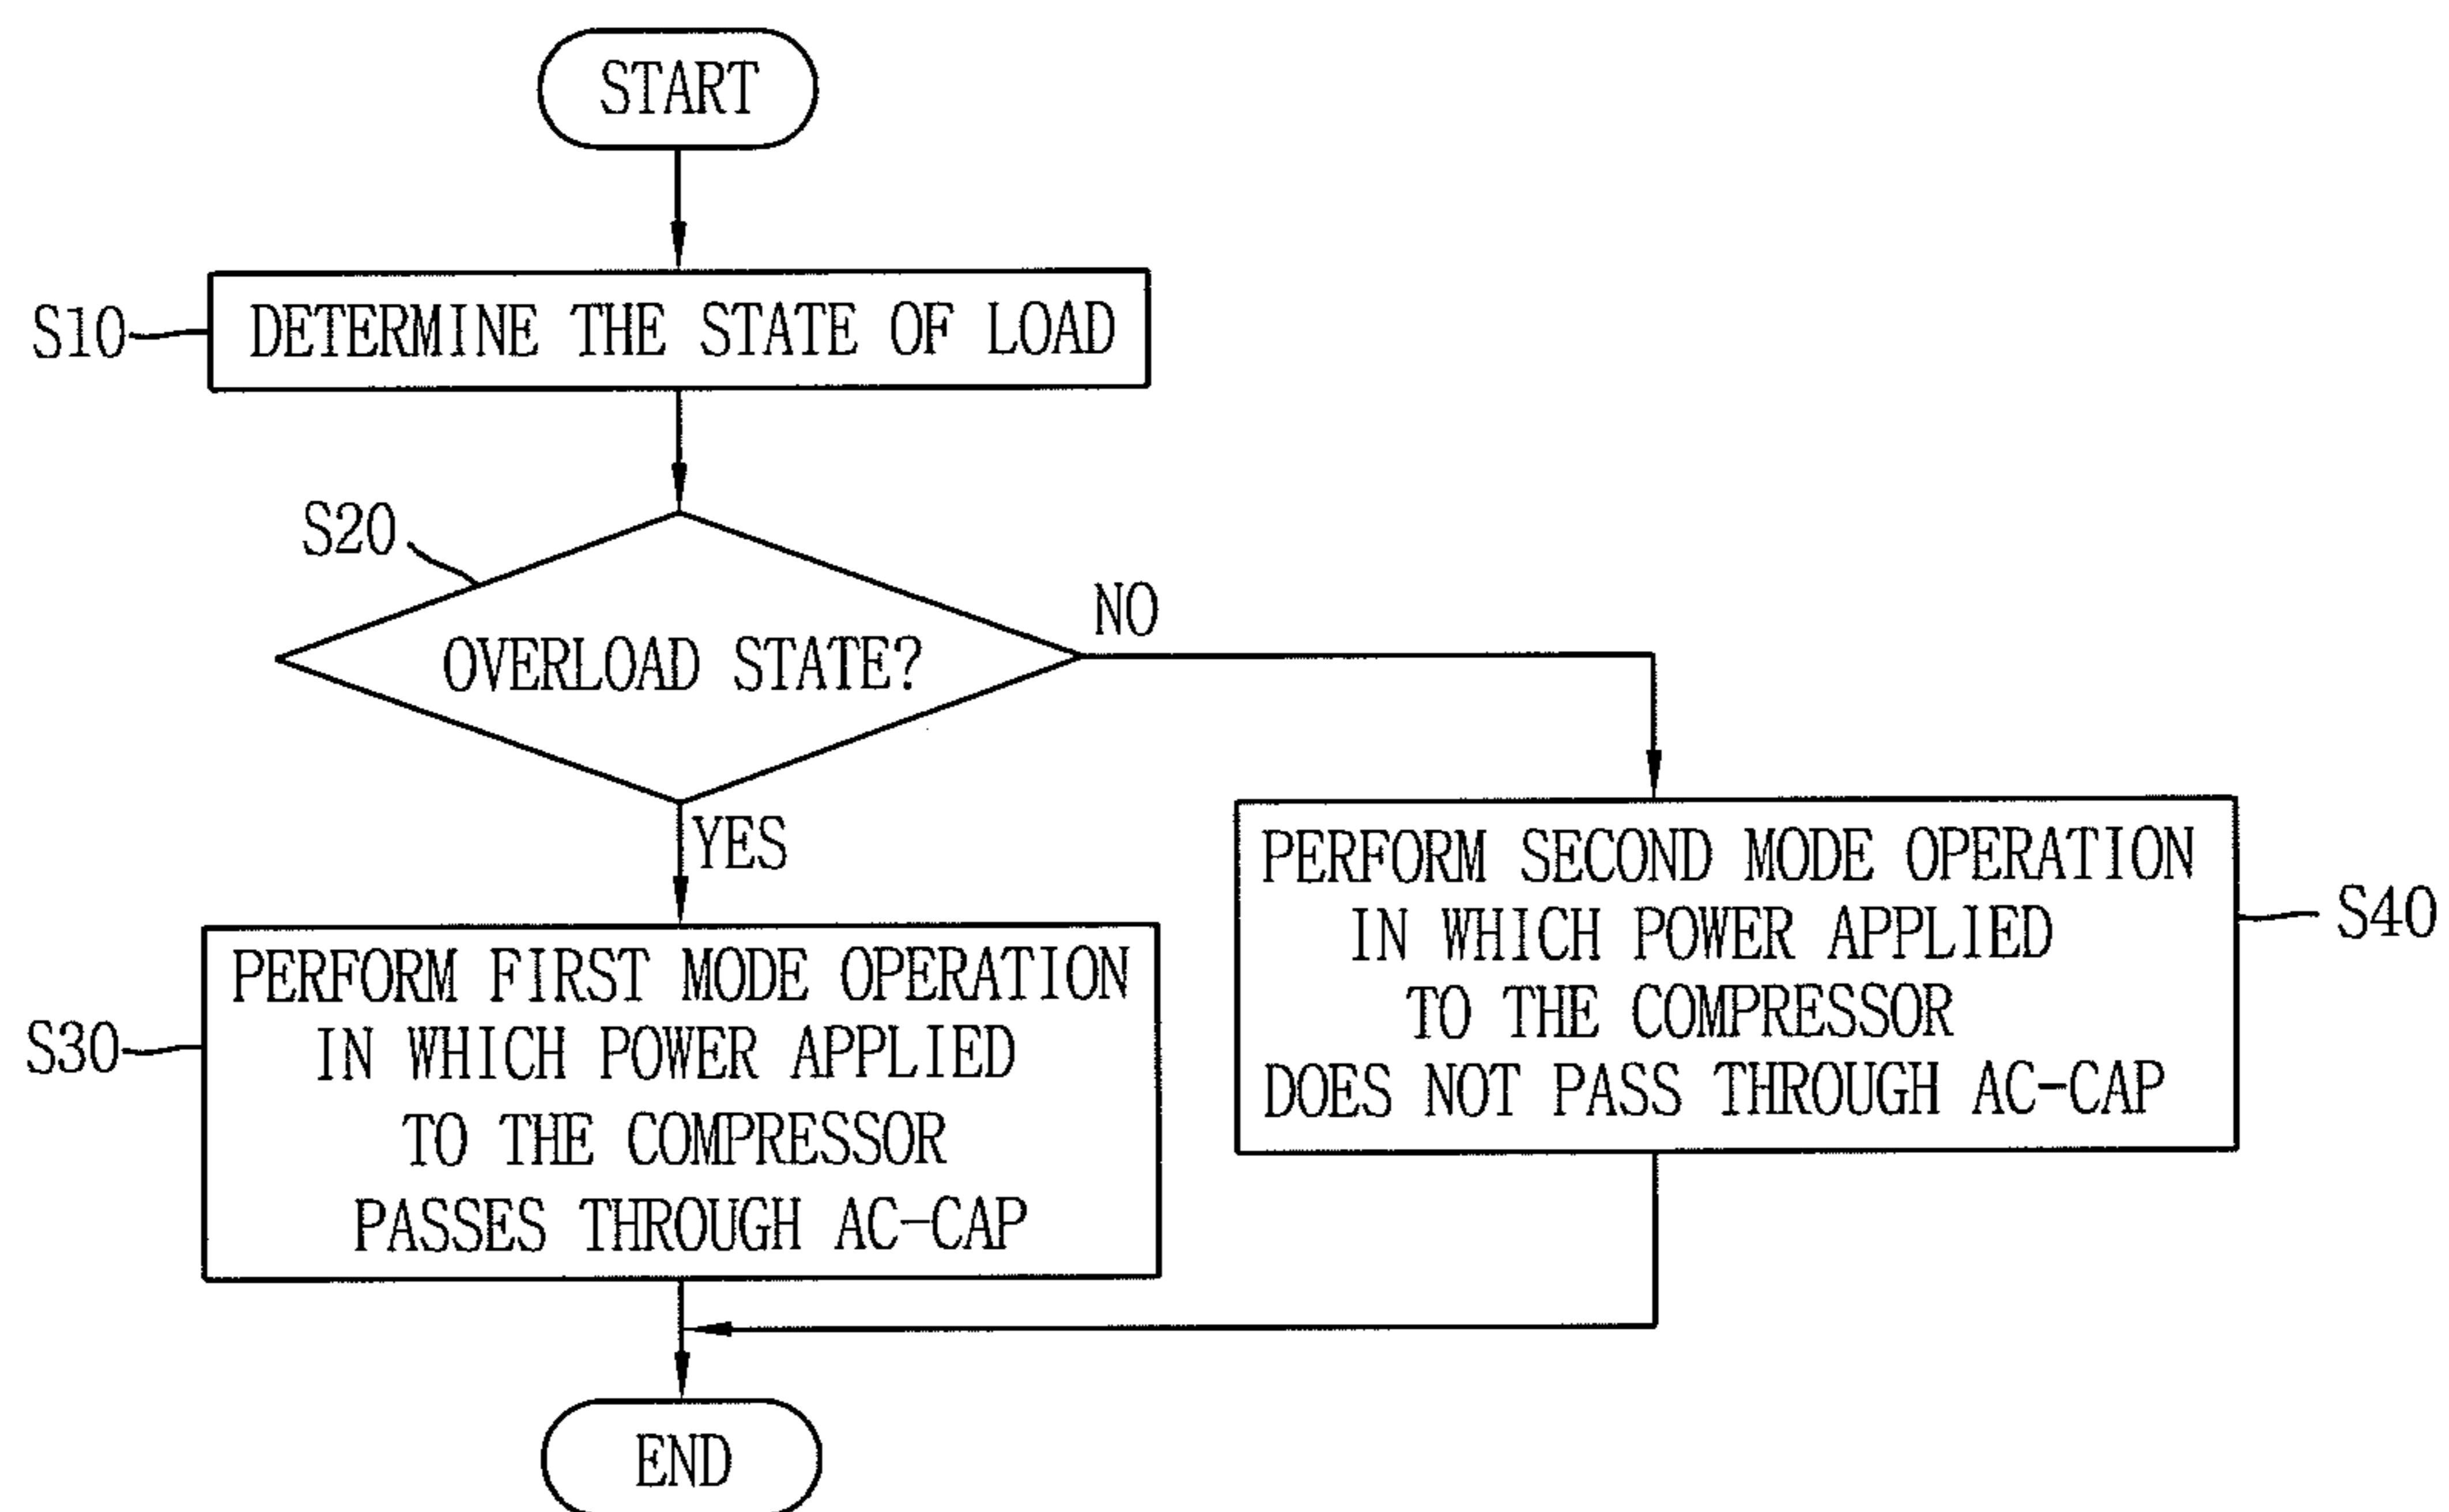 START
S10
DETERMINE THE STATE OF LOAD
S20
OVERLOAD STATE?
NO
YES
S30
PERFORM FIRST MODE OPERATION
IN WHICH POWER APPLIED
TO THE COMPRESSOR
PASSES THROUGH AC-CAP
PERFORM SECOND MODE OPERATION
IN WHICH POWER APPLIED
TO THE COMPRESSOR
DOES NOT PASS THROUGH AC-CAP
S40
END